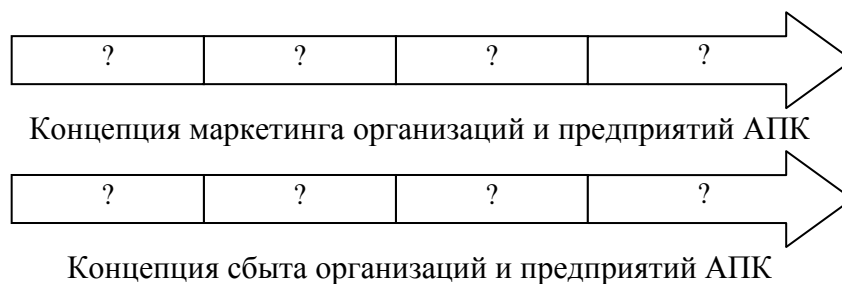 ? ? ? ?
Концепция маркетинга организаций и предприятий АПК
? ? ? ?
Концепция сбыта организаций и предприятий АПК